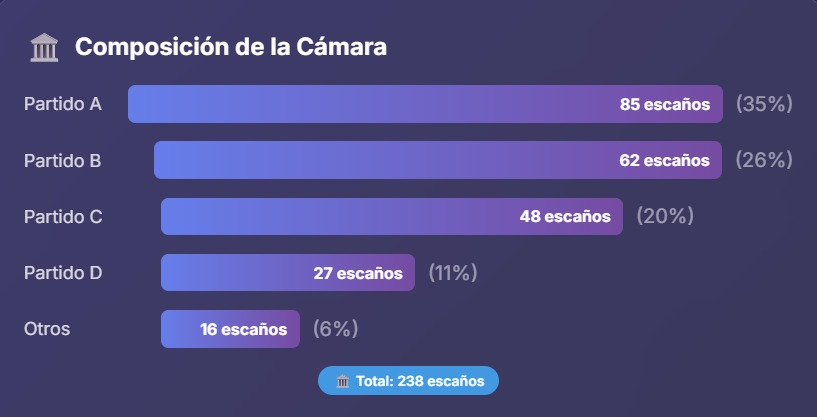 Composición de la Cámara
Partido A 85 escaños (35%)
Partido B 62 escaños (26%)
Partido C 48 escaños (20%)
Partido D 27 escaños (11%)
Otros 16 escaños (6%)
Total: 238 escaños